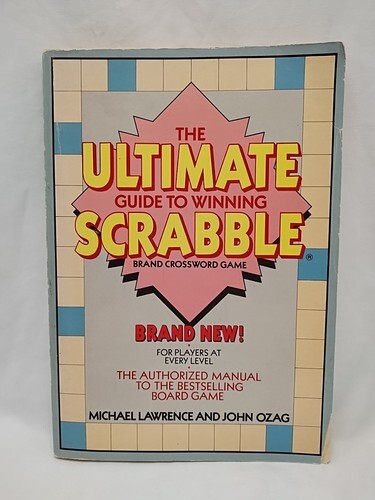 THE
ULTIMATE
GUIDE TO WINNING
SCRABBLE®
BRAND CROSSWORD GAME
BRAND NEW!
FOR PLAYERS AT
EVERY LEVEL
•
THE AUTHORIZED MANUAL
TO THE BESTSELLING
BOARD GAME
MICHAEL LAWRENCE AND JOHN OZAG